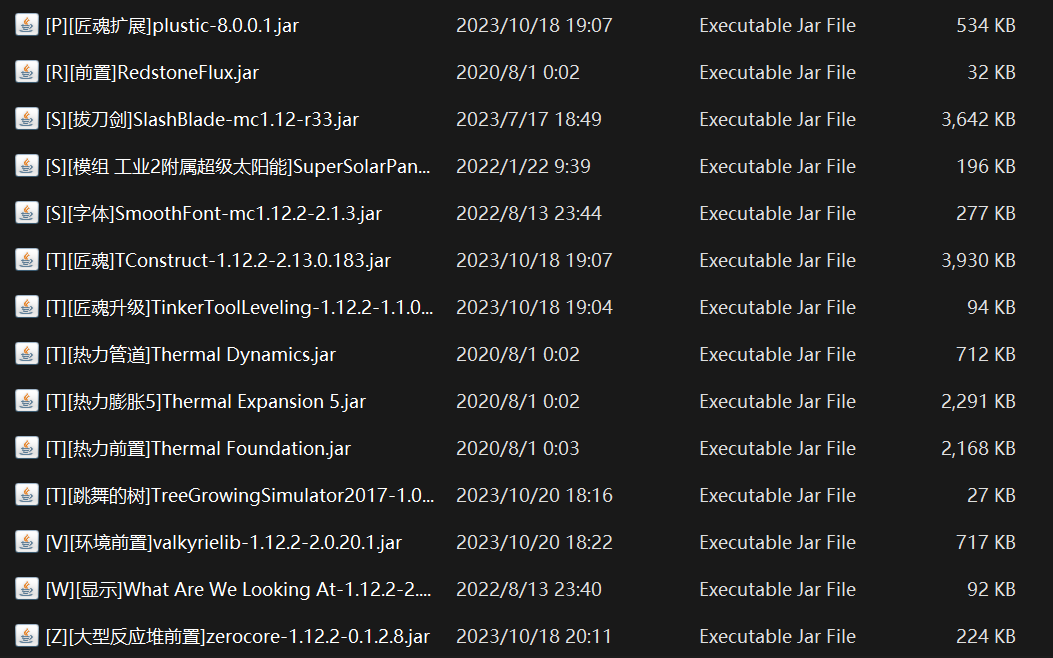 [P][匠魂扩展]plustic-8.0.0.1.jar 2023/10/18 19:07 Executable Jar File 534 KB
[R][前置]RedstoneFlux.jar 2020/8/1 0:02 Executable Jar File 32 KB
[S][拔刀剑]SlashBlade-mc1.12-r33.jar 2023/7/17 18:49 Executable Jar File 3,642 KB
[S][模组 工业2附属超级太阳能]SuperSolarPan... 2022/1/22 9:39 Executable Jar File 196 KB
[S][字体]SmoothFont-mc1.12.2-2.1.3.jar 2022/8/13 23:44 Executable Jar File 277 KB
[T][匠魂]TConstruct-1.12.2-2.13.0.183.jar 2023/10/18 19:07 Executable Jar File 3,930 KB
[T][匠魂升级]TinkerToolLeveling-1.12.2-1.1.0... 2023/10/18 19:04 Executable Jar File 94 KB
[T][热力管道]Thermal Dynamics.jar 2020/8/1 0:02 Executable Jar File 712 KB
[T][热力膨胀5]Thermal Expansion 5.jar 2020/8/1 0:02 Executable Jar File 2,291 KB
[T][热力前置]Thermal Foundation.jar 2020/8/1 0:03 Executable Jar File 2,168 KB
[T][跳舞的树]TreeGrowingSimulator2017-1.0... 2023/10/20 18:16 Executable Jar File 27 KB
[V][环境前置]valkyrielib-1.12.2-2.0.20.1.jar 2023/10/20 18:22 Executable Jar File 717 KB
[W][显示]What Are We Looking At-1.12.2-2.... 2022/8/13 23:40 Executable Jar File 92 KB
[Z][大型反应堆前置]zerocore-1.12.2-0.1.2.8.jar 2023/10/18 20:11 Executable Jar File 224 KB